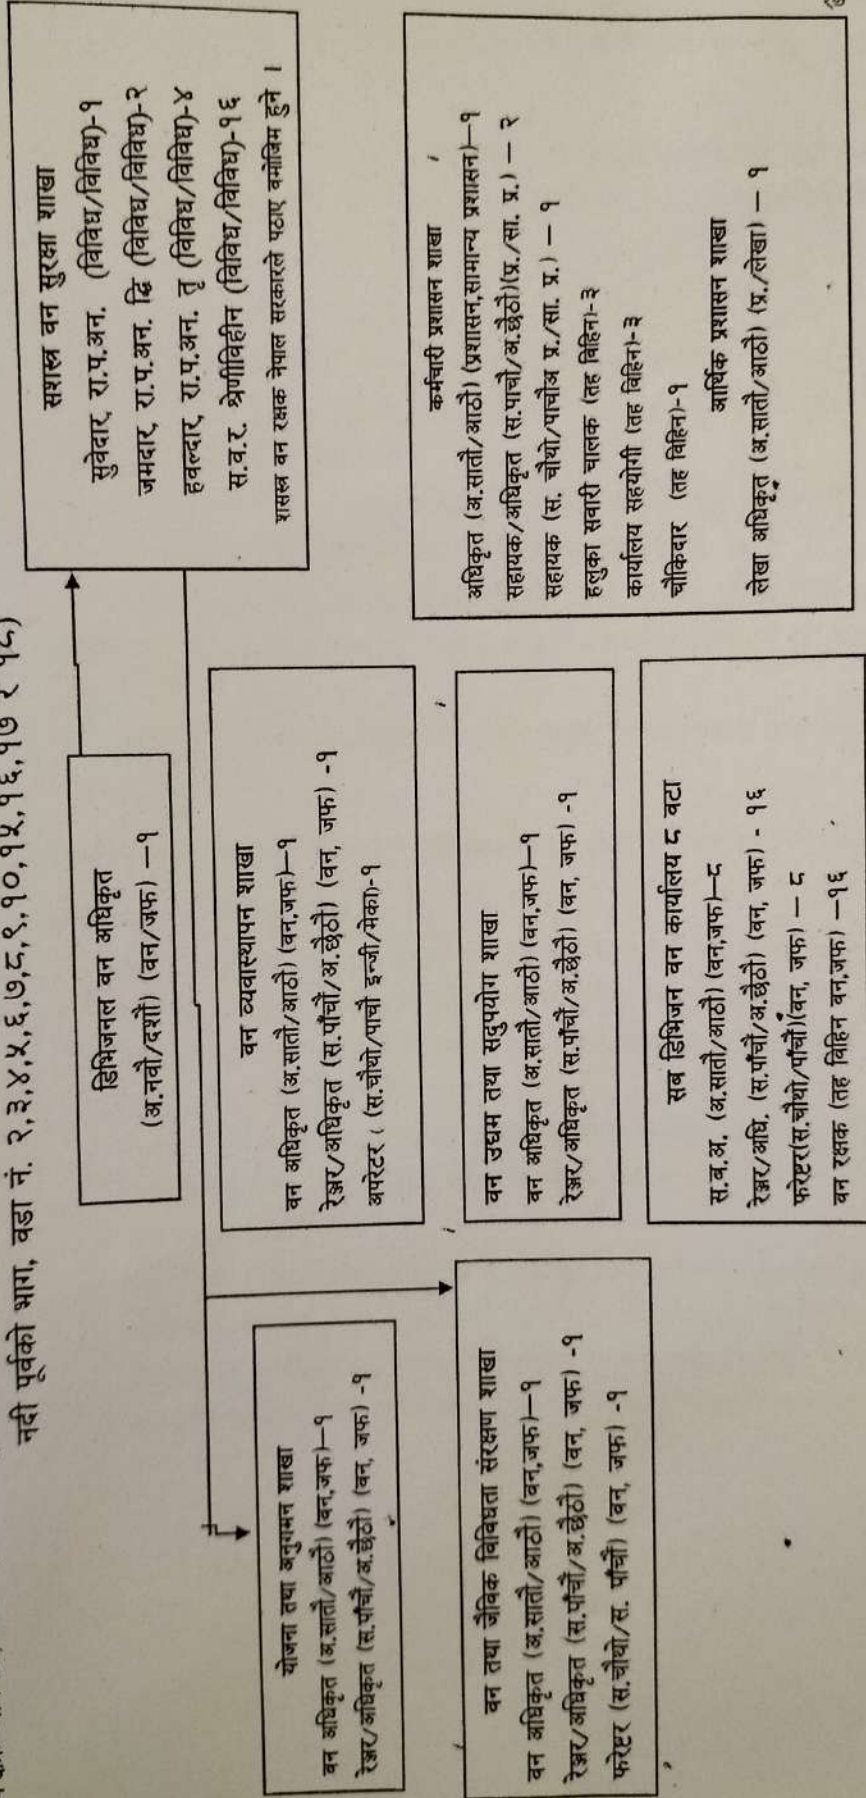 नदी पूर्वको भाग, वडा नं. २,३,४,५,६,७,८,९,१०,१५,१६,१७ र १८)
डिभिजनल वन अधिकृत
(अ.नवौ/दशौं) (वन/जफ) –१
सशस्त्र वन सुरक्षा शाखा
सुवेदार, रा.प.अन. (विविध/विविध)-१
जमदार, रा.प.अन. द्वि (विविध/विविध)-२
हवल्दार, रा.प.अन. तृ (विविध/विविध)-४
स.व.र. श्रेणीविहीन (विविध/विविध)-१६
शसस्त्र वन रक्षक नेपाल सरकारले पठाए वमोजिम हुने ।
योजना तथा अनुगमन शाखा
वन अधिकृत (अ.सातौ/आठौ) (वन,जफ)–१
रेञ्जर/अधिकृत (स.पाँचौं/अ.छैठौ) (वन, जफ) -१
वन व्यवास्थापन शाखा
वन अधिकृत (अ.सातौ/आठौ) (वन,जफ)–१
रेञ्जर/अधिकृत (स.पाँचौं/अ.छैठौ) (वन, जफ) -१
अपरेटर (स.चौथो/पाचौ इन्जी/मेका)-१
कर्मचारी प्रशासन शाखा
अधिकृत (अ.सातौ/आठौ) (प्रशासन,सामान्य प्रशासन)–१
सहायक/अधिकृत (स.पाचौ/अ.छैठौ)(प्र./सा. प्र.) – २
सहायक (स. चौथो/पाचौअ प्र./सा. प्र.) – १
हलुका सवारी चालक (तह विहिन)-३
कार्यालय सहयोगी (तह विहिन)-३
चौकिदार (तह विहिन)-१
आर्थिक प्रशासन शाखा
लेखा अधिकृत (अ.सातौ/आठौ) (प्र./लेखा) – १
वन तथा जैविक विविधता संरक्षण शाखा
वन अधिकृत (अ.सातौ/आठौ) (वन,जफ)–१
रेञ्जर/अधिकृत (स.पाँचौं/अ.छैठौ) (वन, जफ) -१
फरेष्टर (स.चौथो/स. पाँचौं) (वन, जफ) -१
वन उद्यम तथा सदुपयोग शाखा
वन अधिकृत (अ.सातौ/आठौ) (वन,जफ)–१
रेञ्जर/अधिकृत (स.पाँचौं/अ.छैठौ) (वन, जफ) -१
सब डिभिजन वन कार्यालय ८ वटा
स.व.अ. (अ.सातौ/आठौ) (वन,जफ)–८
रेञ्जर/अधि. (स.पाँचौं/अ.छैठौ) (वन, जफ) - १६
फरेष्टर(स.चौथो/पाँचौं)(वन, जफ) – ८
वन रक्षक (तह विहिन वन,जफ) –१६